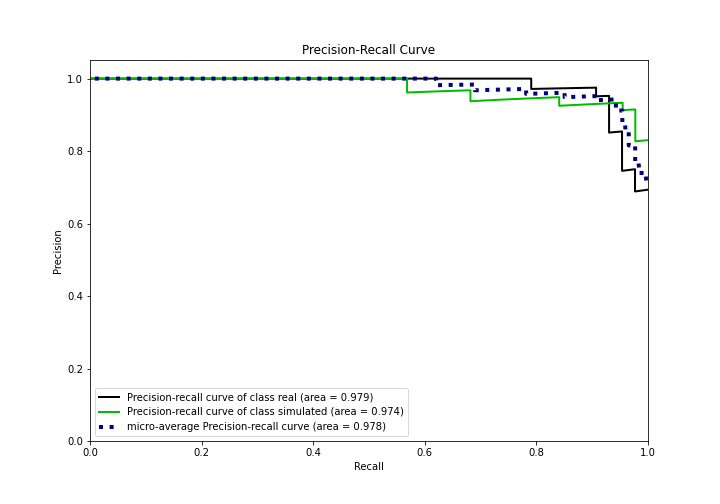 Precision-Recall Curve
1.0
0.8
0.6
0.4
0.2
0.0
Precision
Precision-recall curve of class real (area = 0.979)
Precision-recall curve of class simulated (area = 0.974)
micro-average Precision-recall curve (area = 0.978)
0.0 0.2 0.4 0.6 0.8 1.0
Recall